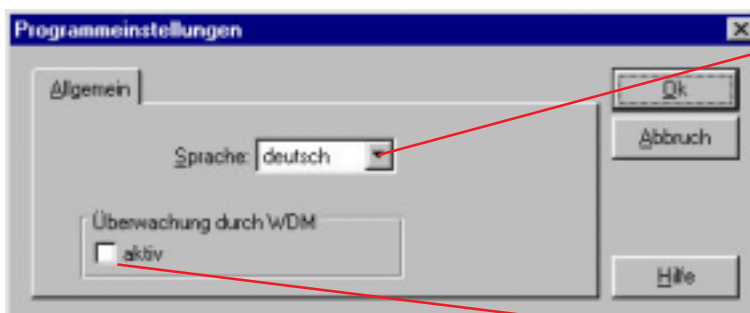 Programmeinstellungen
Allgemein
Ok
Sprache: deutsch
Abbruch
Überwachung durch WDM
aktiv
Hilfe